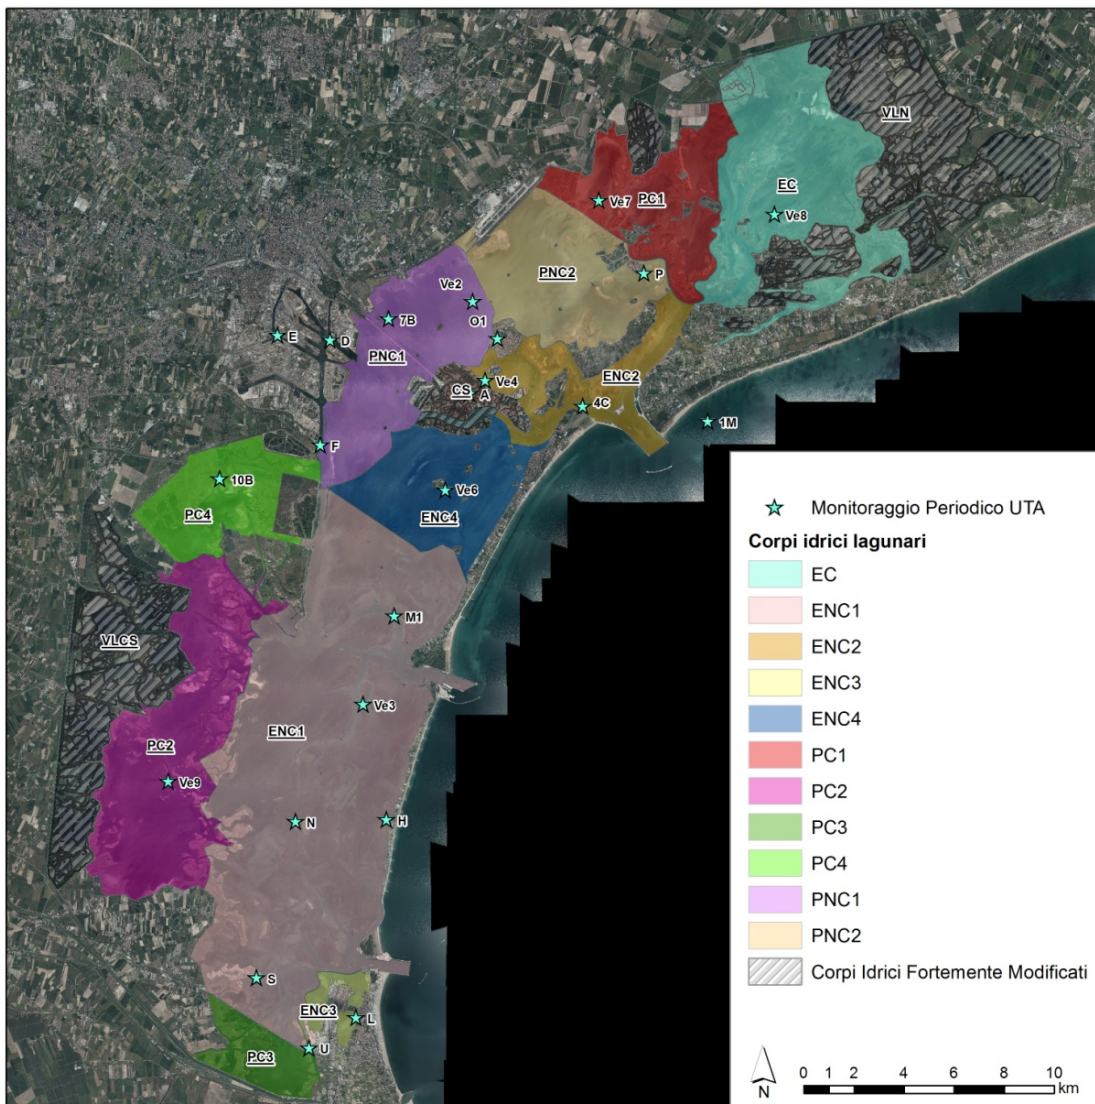 VLN
EC
Ve8
Ve7
PC1
PNC2
P
Ve2
7B
O1
E
D
PNC1
ENC2
Ve4
CS
A
4C
1M
F
10B
PC4
Ve6
ENC4
M1
VLCS
Ve3
ENC1
PC2
Ve9
N
H
S
ENC3
L
U
PC3
Monitoraggio Periodico UTA
Corpi idrici lagunari
EC
ENC1
ENC2
ENC3
ENC4
PC1
PC2
PC3
PC4
PNC1
PNC2
Corpi Idrici Fortemente Modificati
N
0 1 2 4 6 8 10
km